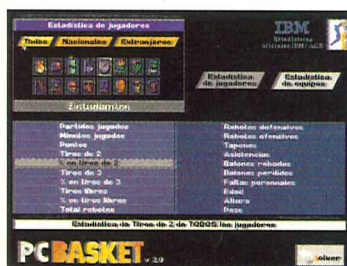 Estadística de jugadores
Todos / Nacionales / Extranjeros
IBM
Estadísticas
oficiales IBM / ACB
Estadística
de jugadores
Estadística
de equipos
Estudiantes
Partidos jugados
Minutos jugados
Puntos
Tiros de 2
% en tiros de 2
Tiros de 3
% en tiros de 3
Tiros libres
% en tiros libres
Total rebotes
Rebotes defensivos
Rebotes ofensivos
Tapones
Asistencias
Balones robados
Balones perdidos
Faltas personales
Edad
Altura
Peso
Estadística de Tiros de 2 de TODOS los jugadores
PC BASKET v 2.0
volver